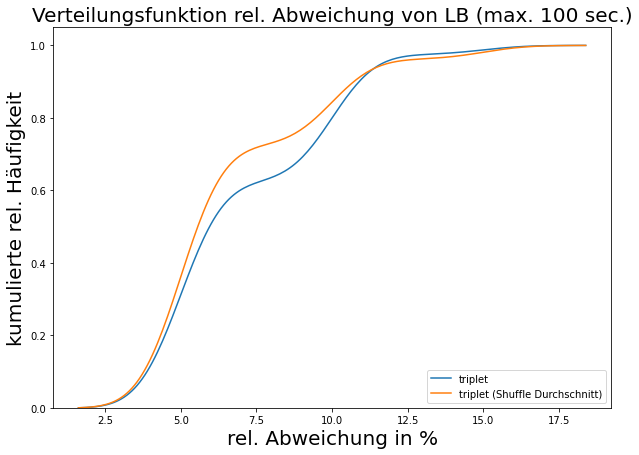 Verteilungsfunktion rel. Abweichung von LB (max. 100 sec.)
kumulierte rel. Häufigkeit
1.0
0.8
0.6
0.4
0.2
0.0
2.5 5.0 7.5 10.0 12.5 15.0 17.5
rel. Abweichung in %
triplet
triplet (Shuffle Durchschnitt)